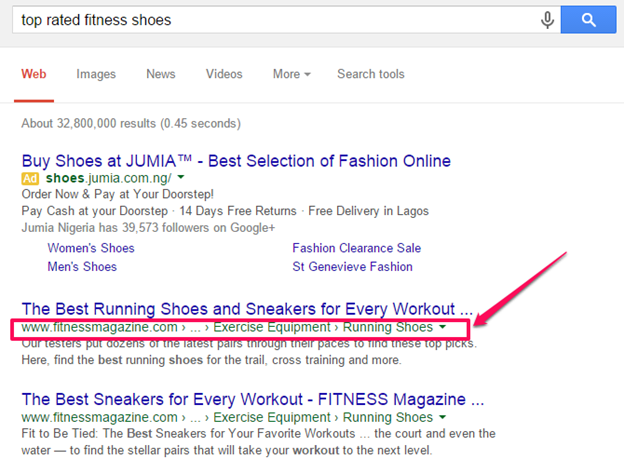 top rated fitness shoes
Web Images News Videos More Search tools
About 32,800,000 results (0.45 seconds)
Buy Shoes at JUMIA™ - Best Selection of Fashion Online
Ad shoes.jumia.com.ng/
Order Now & Pay at Your Doorstep!
Pay Cash at your Doorstep · 14 Days Free Returns · Free Delivery in Lagos
Jumia Nigeria has 39,573 followers on Google+
Women's Shoes Fashion Clearance Sale
Men's Shoes St Genevieve Fashion
The Best Running Shoes and Sneakers for Every Workout ...
www.fitnessmagazine.com › ... › Exercise Equipment › Running Shoes
Our testers put dozens of the latest pairs through their paces to find these top picks.
Here, find the best running shoes for the trail, cross training and more.
The Best Sneakers for Every Workout - FITNESS Magazine ...
www.fitnessmagazine.com › ... › Exercise Equipment › Running Shoes
Fit to Be Tied: The Best Sneakers for Your Favorite Workouts ... the court and even the
water — to find the stellar pairs that will take your workout to the next level.